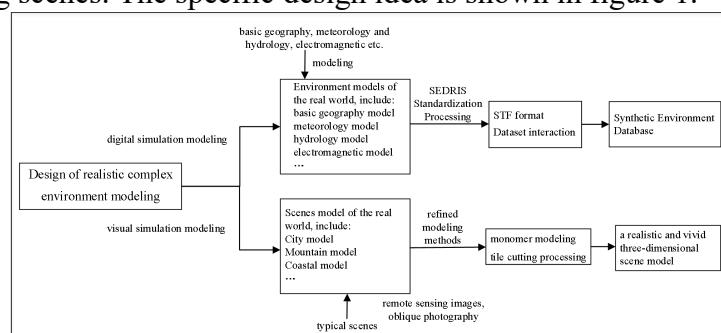 g scenes. The specific design idea is shown in figure 1.
basic geography, meteorology and
hydrology, electromagnetic etc.
modeling
Environment models of
the real world, include:
basic geography model
meteorology model
hydrology model
electromagnetic model
...
SEDRIS
Standardization
Processing
STF format
Dataset interaction
Synthetic Environment
Database
digital simulation modeling
Design of realistic complex
environment modeling
visual simulation modeling
Scenes model of the real
world, include:
City model
Mountain model
Coastal model
...
refined
modeling
methods
monomer modeling
tile cutting processing
a realistic and vivid
three-dimensional
scene model
remote sensing images,
oblique photography
typical scenes